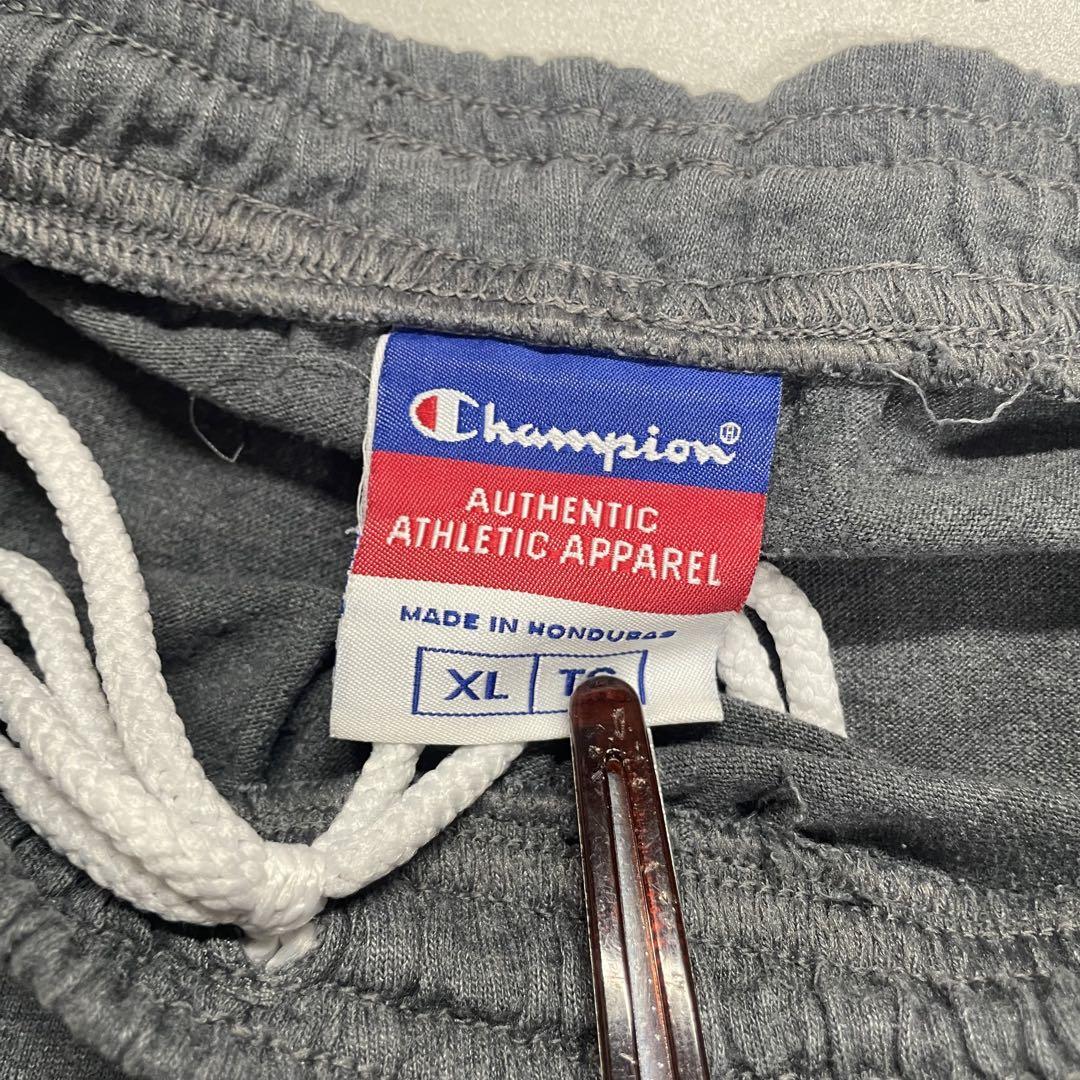 Champion®
AUTHENTIC
ATHLETIC APPAREL
MADE IN HONDURAS
XL